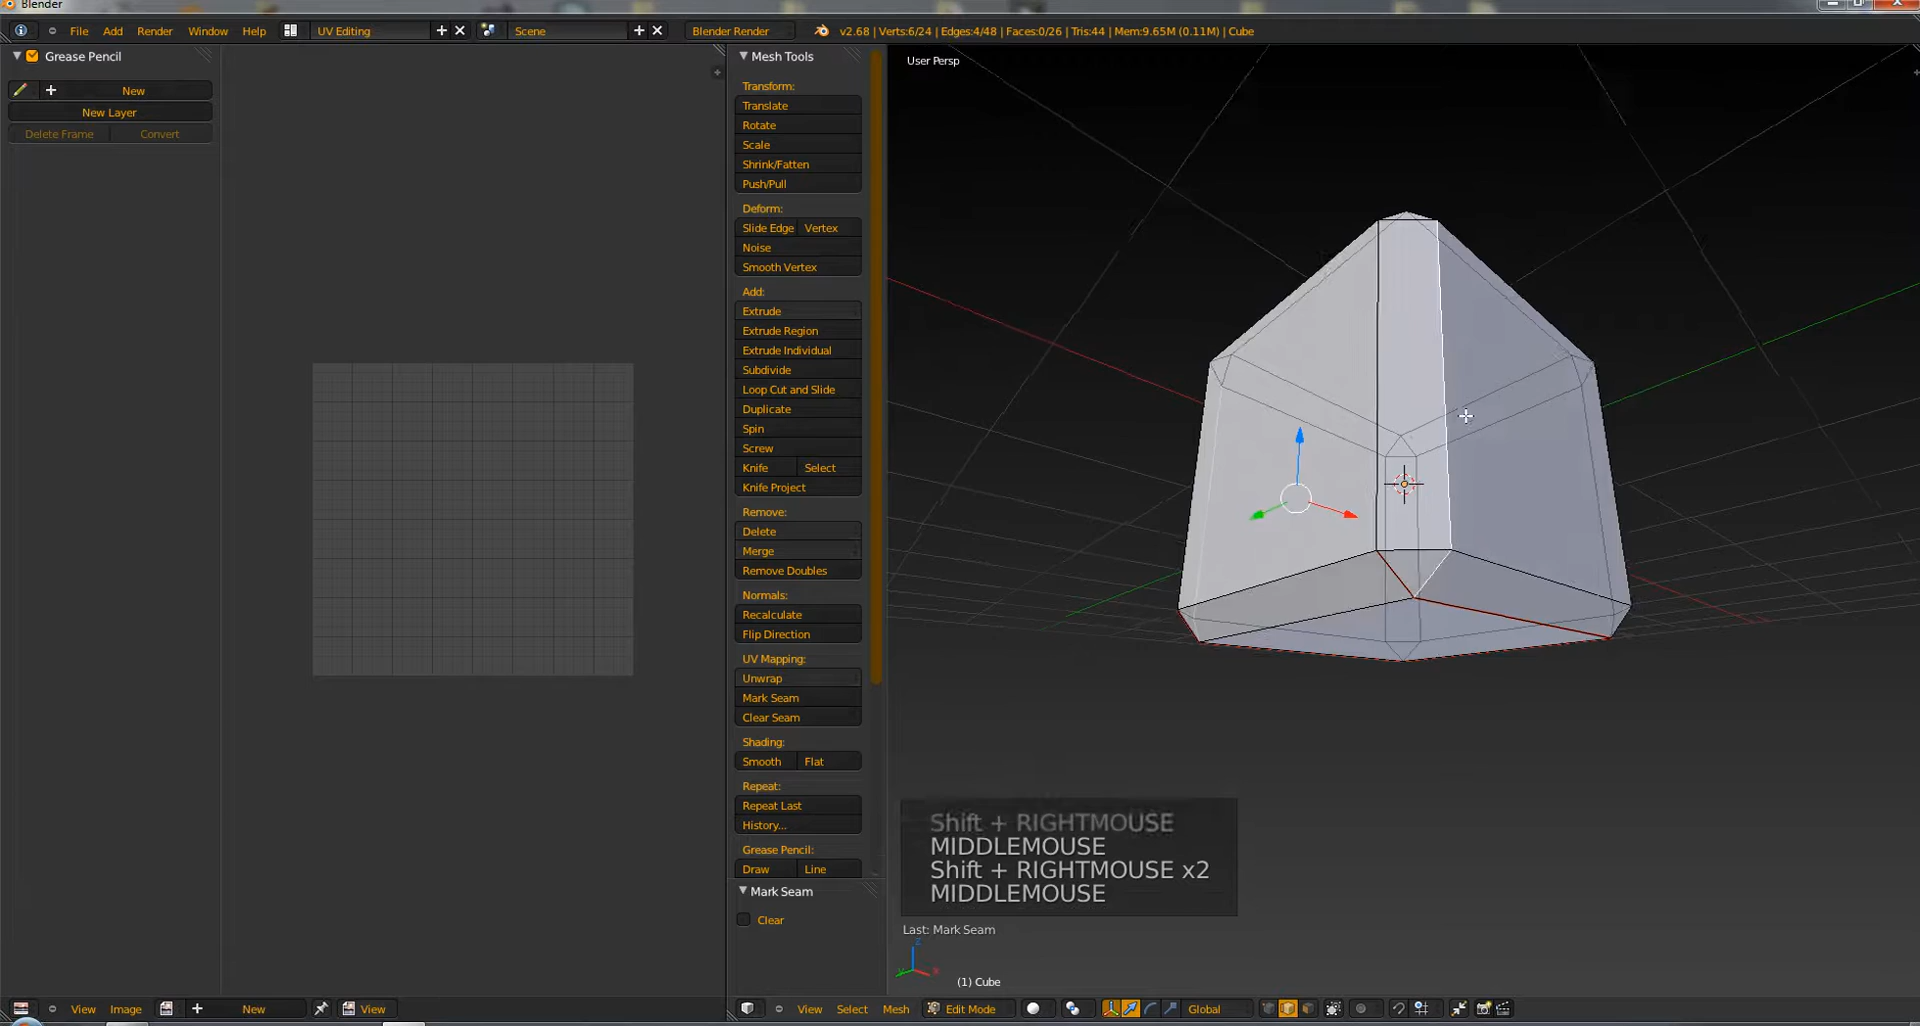 Blender
File Add Render Window Help UV Editing Scene Blender Render v2.68 | Verts:6/24 | Edges:4/48 | Faces:0/26 | Tris:44 | Mem:9.65M (0.11M) | Cube
Grease Pencil
New
New Layer
Delete Frame Convert
Mesh Tools
Transform:
Translate
Rotate
Scale
Shrink/Fatten
Push/Pull
Deform:
Slide Edge Vertex
Noise
Smooth Vertex
Add:
Extrude
Extrude Region
Extrude Individual
Subdivide
Loop Cut and Slide
Duplicate
Spin
Screw
Knife Select
Knife Project
Remove:
Delete
Merge
Remove Doubles
Normals:
Recalculate
Flip Direction
UV Mapping:
Unwrap
Mark Seam
Clear Seam
Shading:
Smooth Flat
Repeat:
Repeat Last
History...
Grease Pencil:
Draw Line
Mark Seam
Clear
User Persp
Shift + RIGHTMOUSE
MIDDLEMOUSE
Shift + RIGHTMOUSE x2
MIDDLEMOUSE
Last: Mark Seam
(1) Cube
View Image New View
View Select Mesh Edit Mode Global